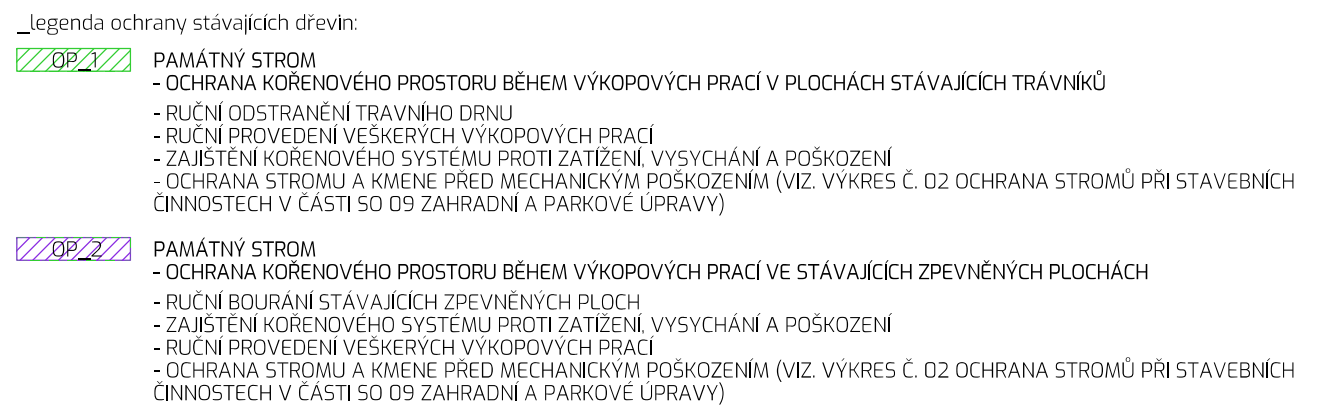 _legenda ochrany stávajících dřevin:
OP_1 PAMÁTNÝ STROM
- OCHRANA KOŘENOVÉHO PROSTORU BĚHEM VÝKOPOVÝCH PRACÍ V PLOCHÁCH STÁVAJÍCÍCH TRÁVNÍKŮ
- RUČNÍ ODSTRANĚNÍ TRAVNÍHO DRNU
- RUČNÍ PROVEDENÍ VEŠKERÝCH VÝKOPOVÝCH PRACÍ
- ZAJIŠTĚNÍ KOŘENOVÉHO SYSTÉMU PROTI ZATÍŽENÍ, VYSYCHÁNÍ A POŠKOZENÍ
- OCHRANA STROMU A KMENE PŘED MECHANICKÝM POŠKOZENÍM (VIZ. VÝKRES Č. 02 OCHRANA STROMŮ PŘI STAVEBNÍCH
ČINNOSTECH V ČÁSTI SO 09 ZAHRADNÍ A PARKOVÉ ÚPRAVY)
OP_2 PAMÁTNÝ STROM
- OCHRANA KOŘENOVÉHO PROSTORU BĚHEM VÝKOPOVÝCH PRACÍ VE STÁVAJÍCÍCH ZPEVNĚNÝCH PLOCHÁCH
- RUČNÍ BOURÁNÍ STÁVAJÍCÍCH ZPEVNĚNÝCH PLOCH
- ZAJIŠTĚNÍ KOŘENOVÉHO SYSTÉMU PROTI ZATÍŽENÍ, VYSYCHÁNÍ A POŠKOZENÍ
- RUČNÍ PROVEDENÍ VEŠKERÝCH VÝKOPOVÝCH PRACÍ
- OCHRANA STROMU A KMENE PŘED MECHANICKÝM POŠKOZENÍM (VIZ. VÝKRES Č. 02 OCHRANA STROMŮ PŘI STAVEBNÍCH
ČINNOSTECH V ČÁSTI SO 09 ZAHRADNÍ A PARKOVÉ ÚPRAVY)